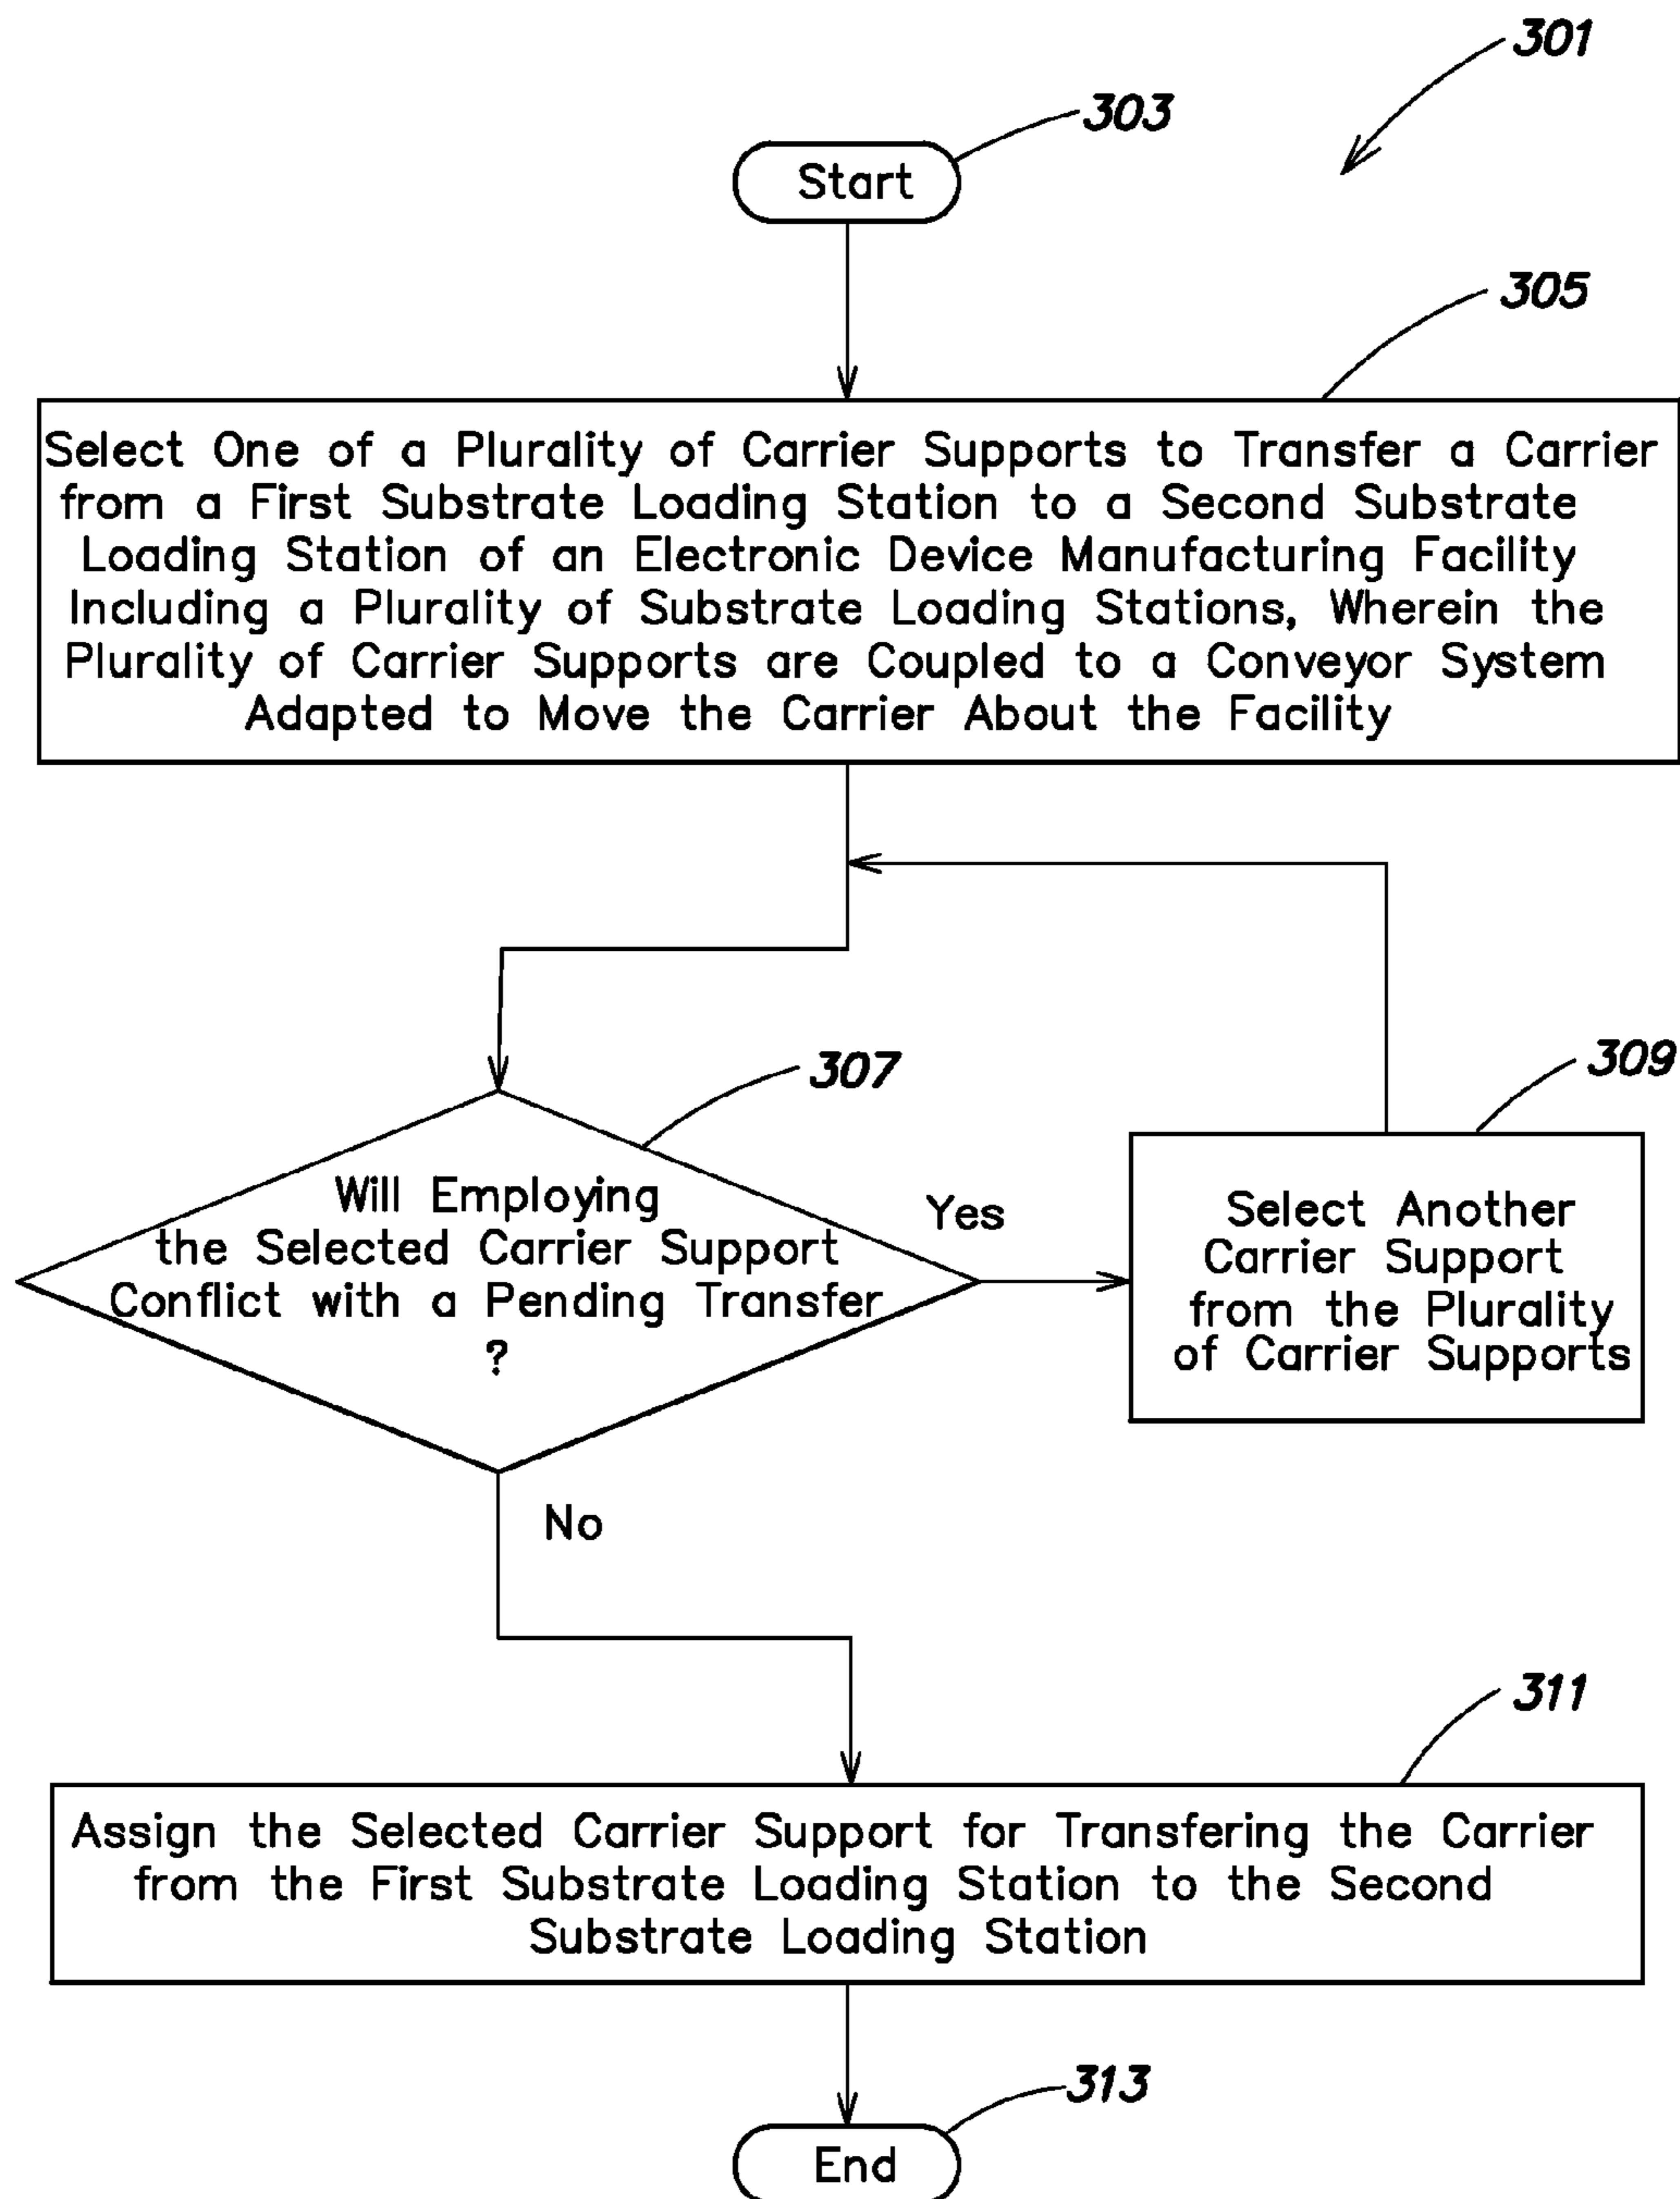 301
303
Start
305
Select One of a Plurality of Carrier Supports to Transfer a Carrier
from a First Substrate Loading Station to a Second Substrate
Loading Station of an Electronic Device Manufacturing Facility
Including a Plurality of Substrate Loading Stations, Wherein the
Plurality of Carrier Supports are Coupled to a Conveyor System
Adapted to Move the Carrier About the Facility
307
309
Will Employing
the Selected Carrier Support
Conflict with a Pending Transfer
?
Yes
Select Another
Carrier Support
from the Plurality
of Carrier Supports
No
311
Assign the Selected Carrier Support for Transfering the Carrier
from the First Substrate Loading Station to the Second
Substrate Loading Station
313
End